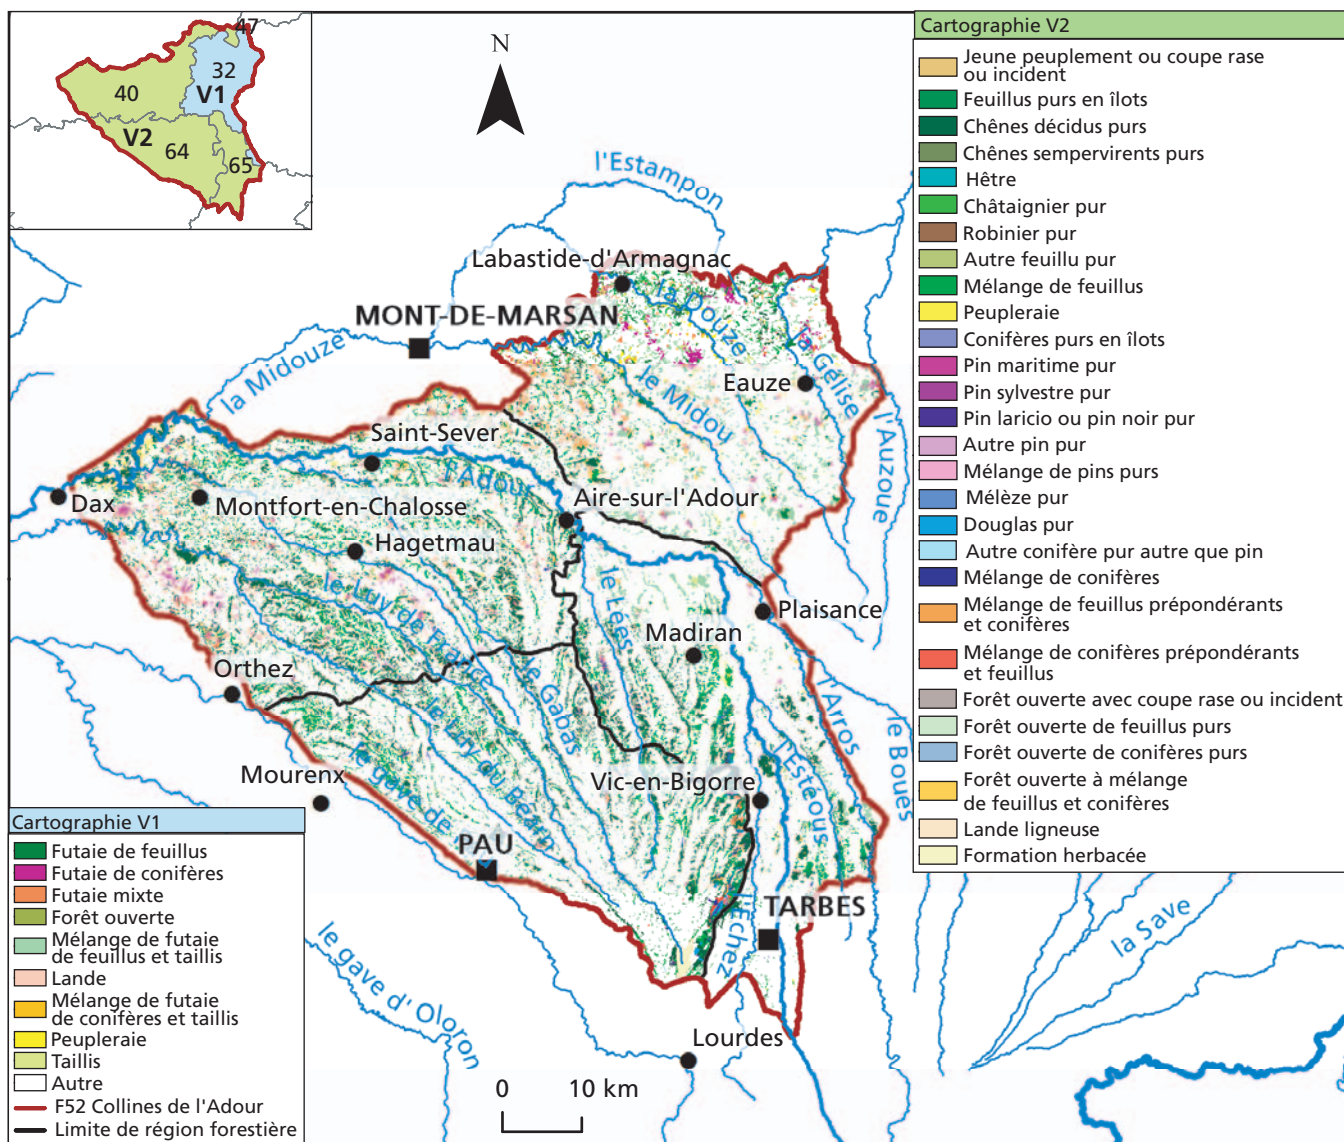 47
32
40
V1
V2
64
65
N
Cartographie V2
Jeune peuplement ou coupe rase
ou incident
Feuillus purs en îlots
Chênes décidus purs
Chênes sempervirents purs
Hêtre
Châtaignier pur
Robinier pur
Autre feuillu pur
Mélange de feuillus
Peupleraie
Conifères purs en îlots
Pin maritime pur
Pin sylvestre pur
Pin laricio ou pin noir pur
Autre pin pur
Mélange de pins purs
Mélèze pur
Douglas pur
Autre conifère pur autre que pin
Mélange de conifères
Mélange de feuillus prépondérants
et conifères
Mélange de conifères prépondérants
et feuillus
Forêt ouverte avec coupe rase ou incident
Forêt ouverte de feuillus purs
Forêt ouverte de conifères purs
Forêt ouverte à mélange
de feuillus et conifères
Lande ligneuse
Formation herbacée
l'Estampon
Labastide-d'Armagnac
la Douze
MONT-DE-MARSAN
la Midouze
le Midou
la Gélise
Eauze
l'Auzoue
Saint-Sever
l'Adour
Dax
Montfort-en-Chalosse
Aire-sur-l'Adour
Hagetmau
le Luy de France
le Lées
Plaisance
Madiran
Orthez
le Gabas
l'Arros
le Boues
le Luy du Béarn
Mourenx
le gave de
Vic-en-Bigorre
l'Estéous
PAU
TARBES
l'Echez
la Save
le gave d'Oloron
Lourdes
0 10 km
Cartographie V1
Futaie de feuillus
Futaie de conifères
Futaie mixte
Forêt ouverte
Mélange de futaie
de feuillus et taillis
Lande
Mélange de futaie
de conifères et taillis
Peupleraie
Taillis
Autre
F52 Collines de l'Adour
Limite de région forestière